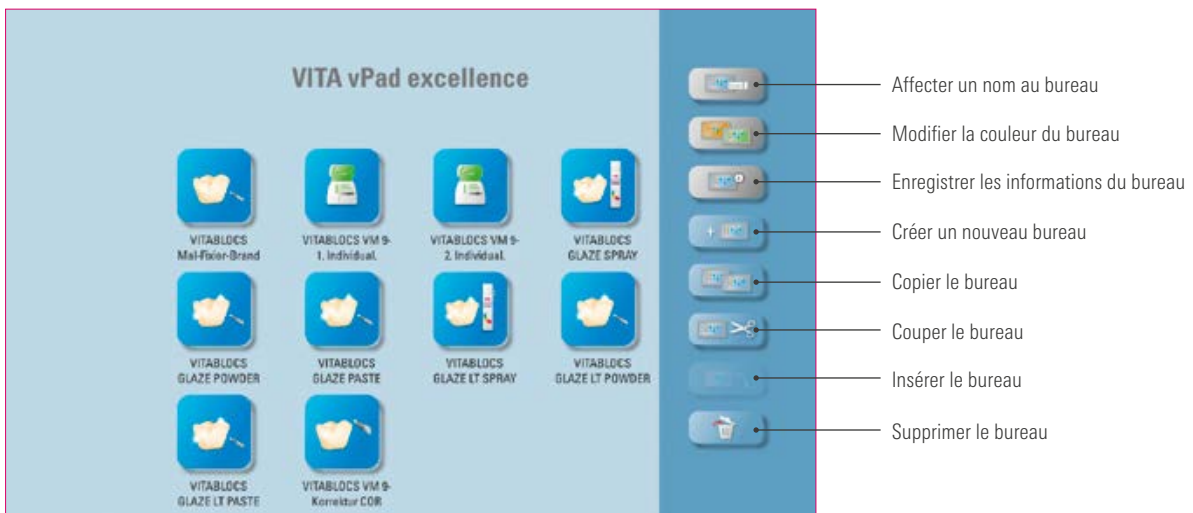 VITA vPad excellence
VITABLOCS
Mal-Fixier-Brand
VITABLOCS VM 9-
1. Individual.
VITABLOCS VM 9-
2. Individual.
VITABLOCS
GLAZE SPRAY
VITABLOCS
GLAZE POWDER
VITABLOCS
GLAZE PASTE
VITABLOCS
GLAZE LT SPRAY
VITABLOCS
GLAZE LT POWDER
VITABLOCS
GLAZE LT PASTE
VITABLOCS VM 9-
Korrektur COR
Affecter un nom au bureau
Modifier la couleur du bureau
Enregistrer les informations du bureau
Créer un nouveau bureau
Copier le bureau
Couper le bureau
Insérer le bureau
Supprimer le bureau